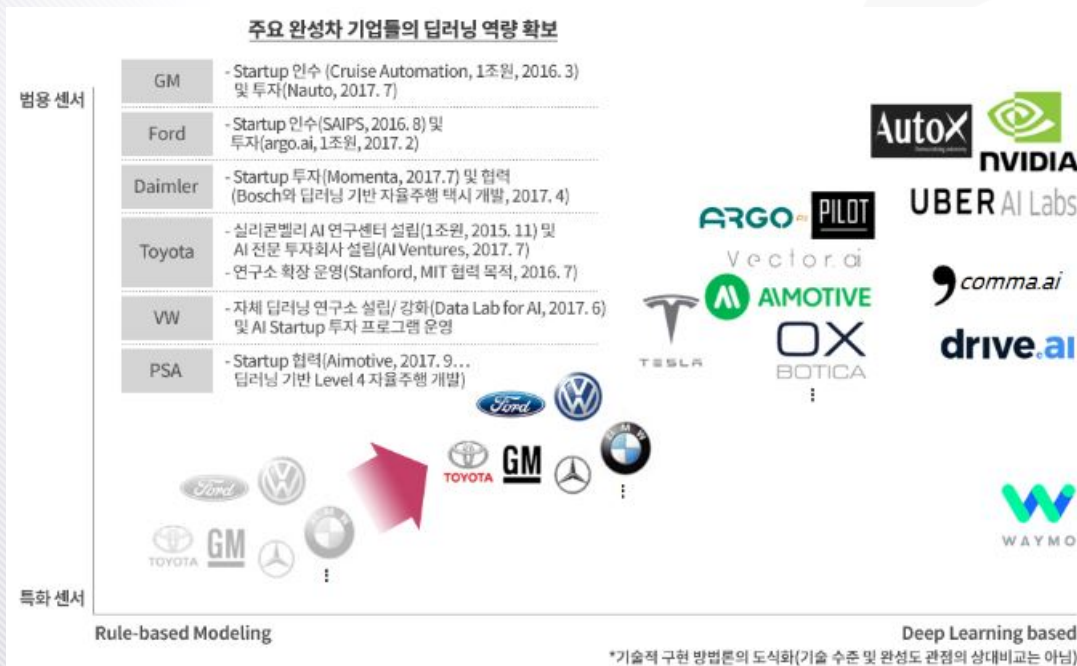 주요 완성차 기업들의 딥러닝 역량 확보
범용 센서
GM
- Startup 인수 (Cruise Automation, 1조원, 2016. 3)
및 투자(Nauto, 2017. 7)
Ford
- Startup 인수(SAIPS, 2016. 8) 및
투자(argo.ai, 1조원, 2017. 2)
Daimler
- Startup 투자(Momenta, 2017.7) 및 협력
(Bosch와 딥러닝 기반 자율주행 택시 개발, 2017. 4)
Toyota
- 실리콘벨리 AI 연구센터 설립(1조원, 2015. 11) 및
AI 전문 투자회사 설립(AI Ventures, 2017. 7)
- 연구소 확장 운영(Stanford, MIT 협력 목적, 2016. 7)
VW
- 자체 딥러닝 연구소 설립/ 강화(Data Lab for AI, 2017. 6)
및 AI Startup 투자 프로그램 운영
PSA
- Startup 협력(Aimotive, 2017. 9...
딥러닝 기반 Level 4 자율주행 개발)
AutoX
NVIDIA
UBER AI Labs
ARGO AI
PILOT
Vector.ai
comma.ai
AIMOTIVE
TESLA
OX
BOTICA
drive.ai
Ford
VW
TOYOTA
GM
BMW
Ford
VW
TOYOTA
GM
BMW
WAYMO
특화 센서
Rule-based Modeling
Deep Learning based
*기술적 구현 방법론의 도식화(기술 수준 및 완성도 관점의 상대비교는 아님)